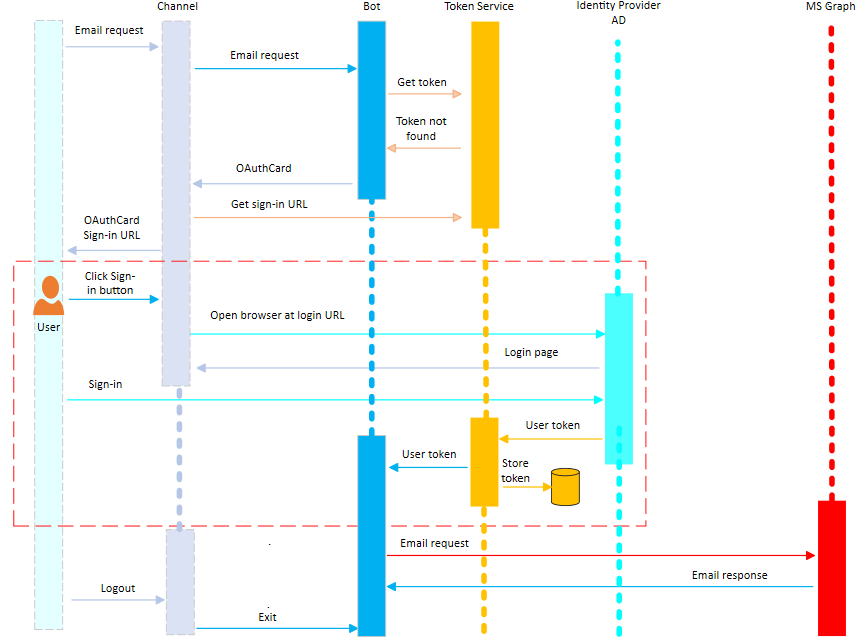 Channel
Bot
Token Service
Identity Provider
AD
MS Graph
Email request
Email request
Get token
Token not
found
OAuthCard
Get sign-in URL
OAuthCard
Sign-in URL
Click Sign-
in button
User
Open browser at login URL
Login page
Sign-in
User token
User token
Store
token
Email request
Email response
Logout
Exit